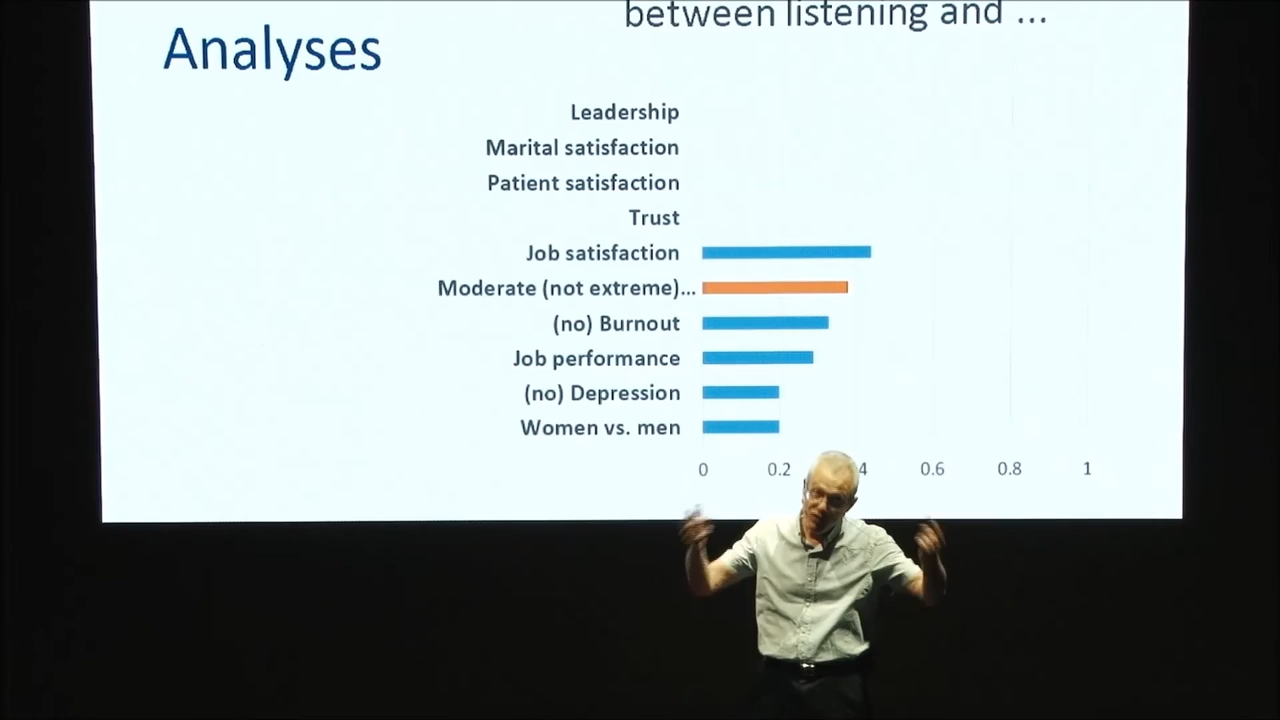 between listening and ...
Analyses
Leadership
Marital satisfaction
Patient satisfaction
Trust
Job satisfaction
Moderate (not extreme)...
(no) Burnout
Job performance
(no) Depression
Women vs. men
0 0.2 4 0.6 0.8 1